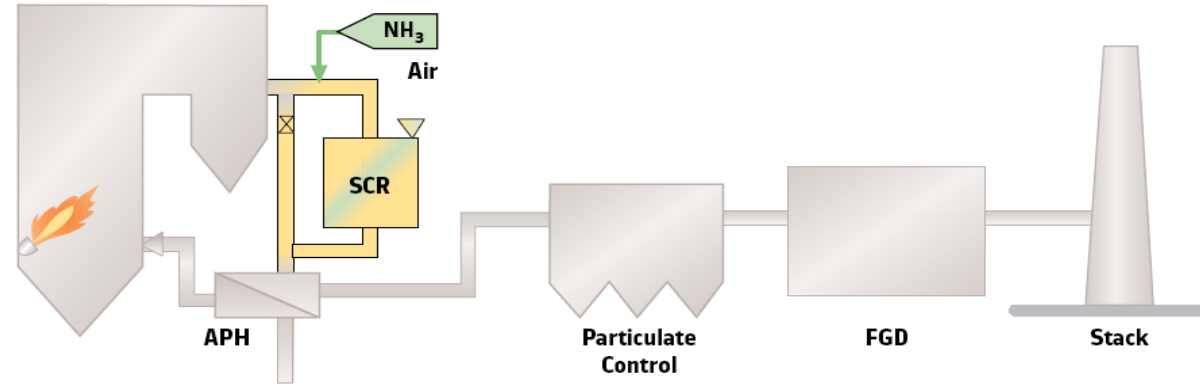 NH₃
Air
SCR
APH
Particulate
Control
FGD
Stack